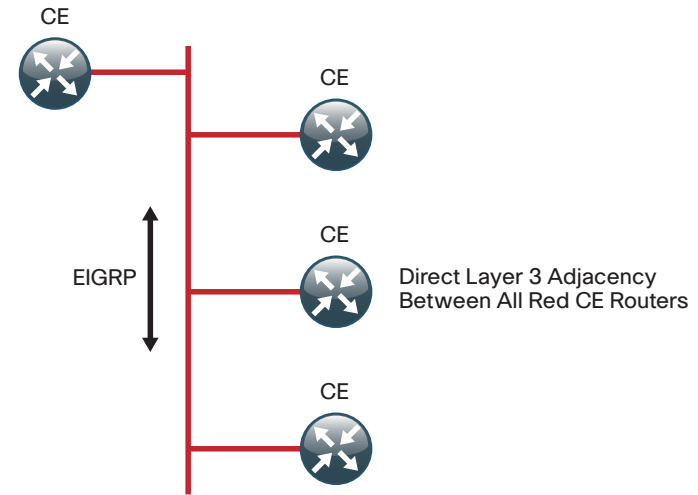 CE
CE
CE
EIGRP
Direct Layer 3 Adjacency
Between All Red CE Routers
CE